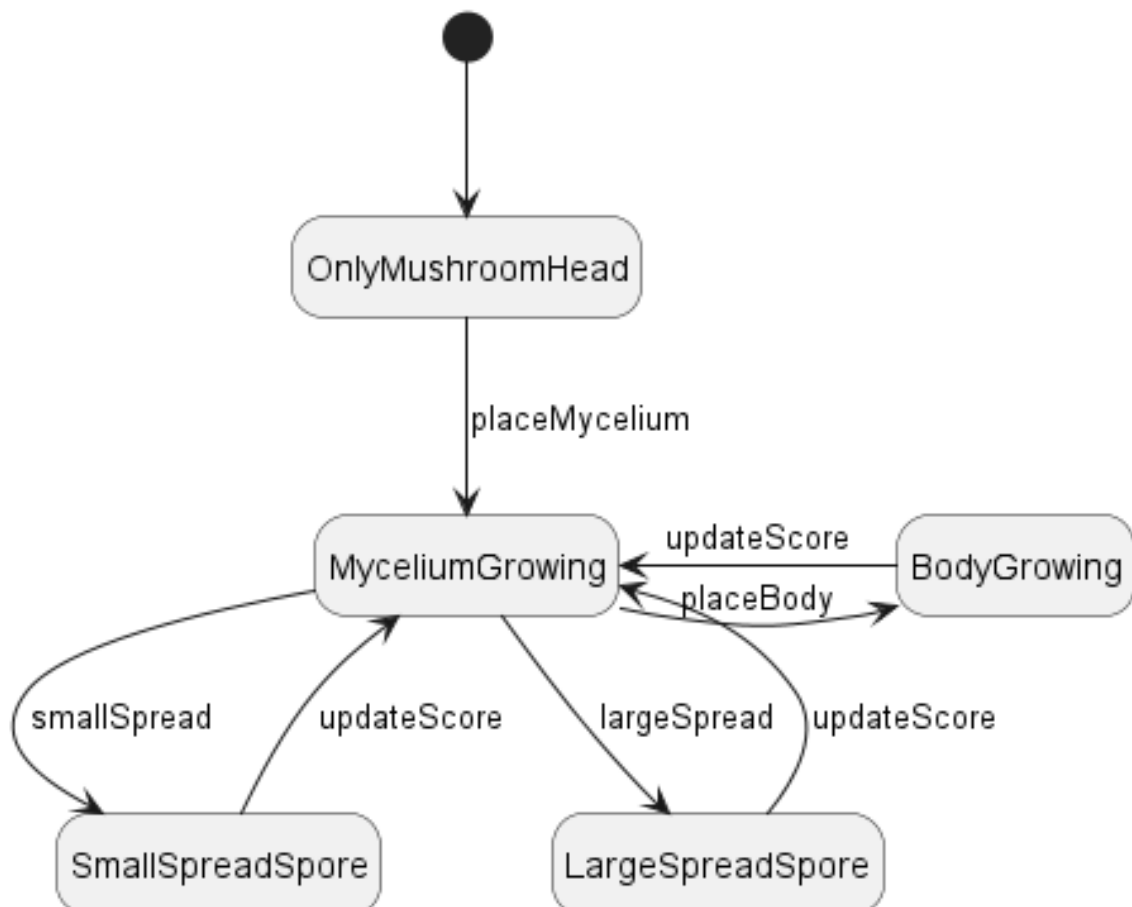 OnlyMushroomHead
placeMycelium
updateScore
MyceliumGrowing
BodyGrowing
placeBody
smallSpread
updateScore
largeSpread
updateScore
SmallSpreadSpore
LargeSpreadSpore